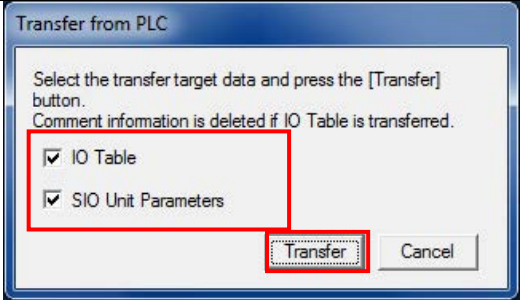 Transfer from PLC
Select the transfer target data and press the [Transfer]
button.
Comment information is deleted if IO Table is transferred.
IO Table
SIO Unit Parameters
Transfer
Cancel